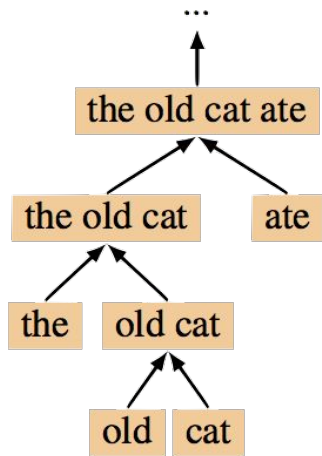 ...
the old cat ate
the old cat
ate
the
old cat
old
cat